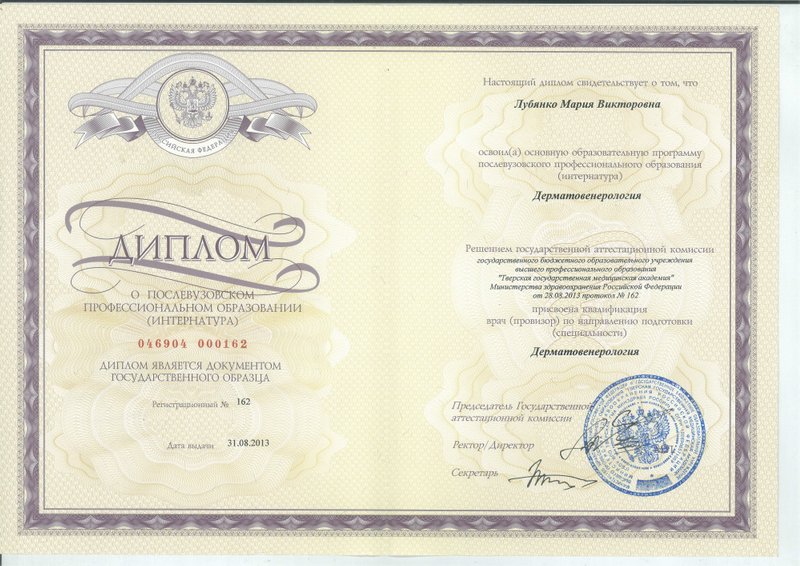 РОССИЙСКАЯ ФЕДЕРАЦИЯ
ДИПЛОМ
О ПОСЛЕВУЗОВСКОМ
ПРОФЕССИОНАЛЬНОМ ОБРАЗОВАНИИ
(ИНТЕРНАТУРА)
046904 000162
ДИПЛОМ ЯВЛЯЕТСЯ ДОКУМЕНТОМ
ГОСУДАРСТВЕННОГО ОБРАЗЦА
Регистрационный № 162
Дата выдачи 31.08.2013
Настоящий диплом свидетельствует о том, что
Лубянко Мария Викторовна
освоил(а) основную образовательную программу
послевузовского профессионального образования
(интернатура)
Дерматовенерология
Решением государственной аттестационной комиссии
государственного бюджетного образовательного учреждения
высшего профессионального образования
"Тверская государственная медицинская академия"
Министерства здравоохранения Российской Федерации
от 28.08.2013 протокол № 162
присвоена квалификация
врач (провизор) по направлению подготовки
(специальности)
Дерматовенерология
Председатель Государственной
аттестационной комиссии
Ректор/Директор
Секретарь